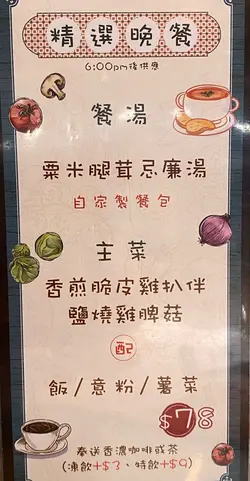 精選晚餐
6:00pm後供應
餐湯
粟米腿茸忌廉湯
自家製餐包
主菜
香煎脆皮雞扒伴
鹽燒雞脾菇
配
飯/意粉/薯菜
$78
奉送香濃咖啡或茶
(凍飲+$3、特飲+$9)